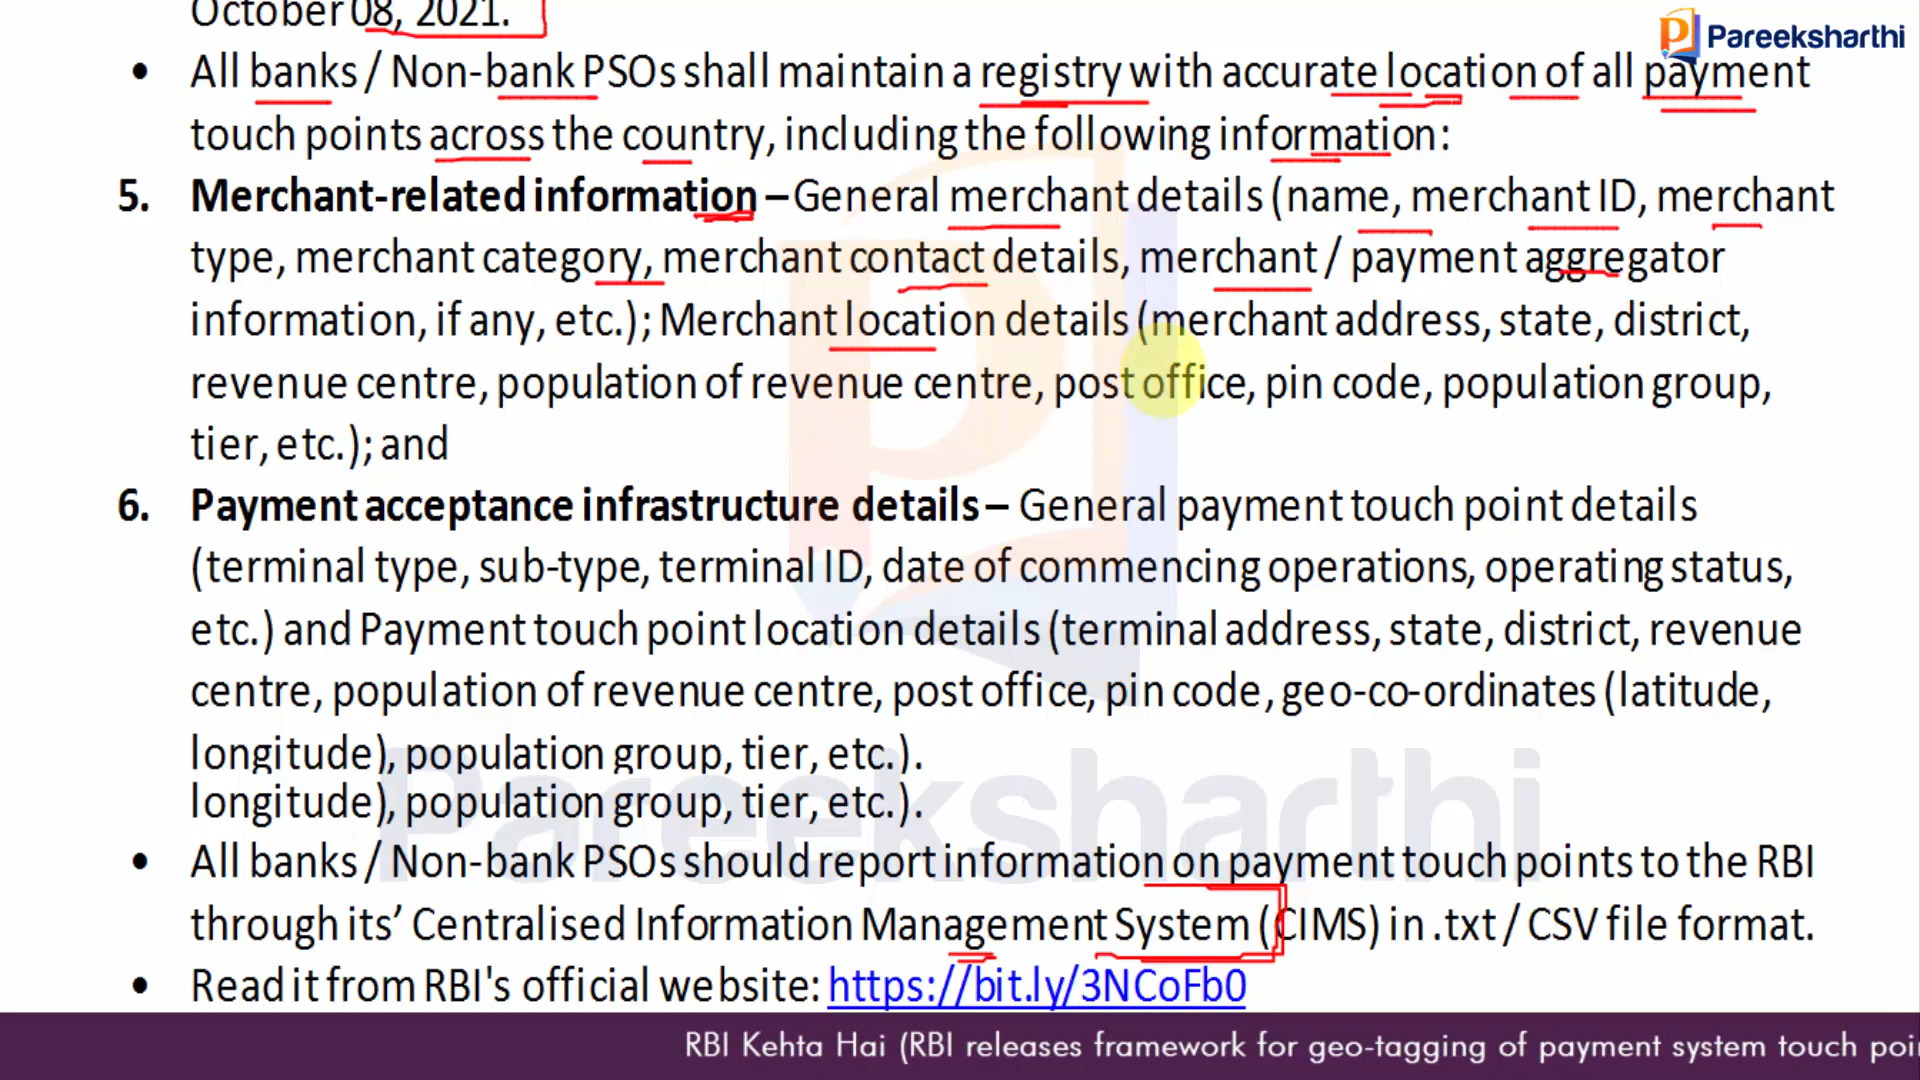 October 08, 2021.
Pareeksharthi
• All banks / Non-bank PSOs shall maintain a registry with accurate location of all payment
touch points across the country, including the following information:
5. Merchant-related information – General merchant details (name, merchant ID, merchant
type, merchant category, merchant contact details, merchant / payment aggregator
information, if any, etc.); Merchant location details (merchant address, state, district,
revenue centre, population of revenue centre, post office, pin code, population group,
tier, etc.); and
6. Payment acceptance infrastructure details – General payment touch point details
(terminal type, sub-type, terminal ID, date of commencing operations, operating status,
etc.) and Payment touch point location details (terminal address, state, district, revenue
centre, population of revenue centre, post office, pin code, geo-co-ordinates (latitude,
longitude), population group, tier, etc.).
longitude), population group, tier, etc.).
Pareeksharthi
• All banks / Non-bank PSOs should report information on payment touch points to the RBI
through its’ Centralised Information Management System (CIMS) in .txt / CSV file format.
• Read it from RBI's official website: https://bit.ly/3NCoFb0
RBI Kehta Hai (RBI releases framework for geo-tagging of payment system touch poi